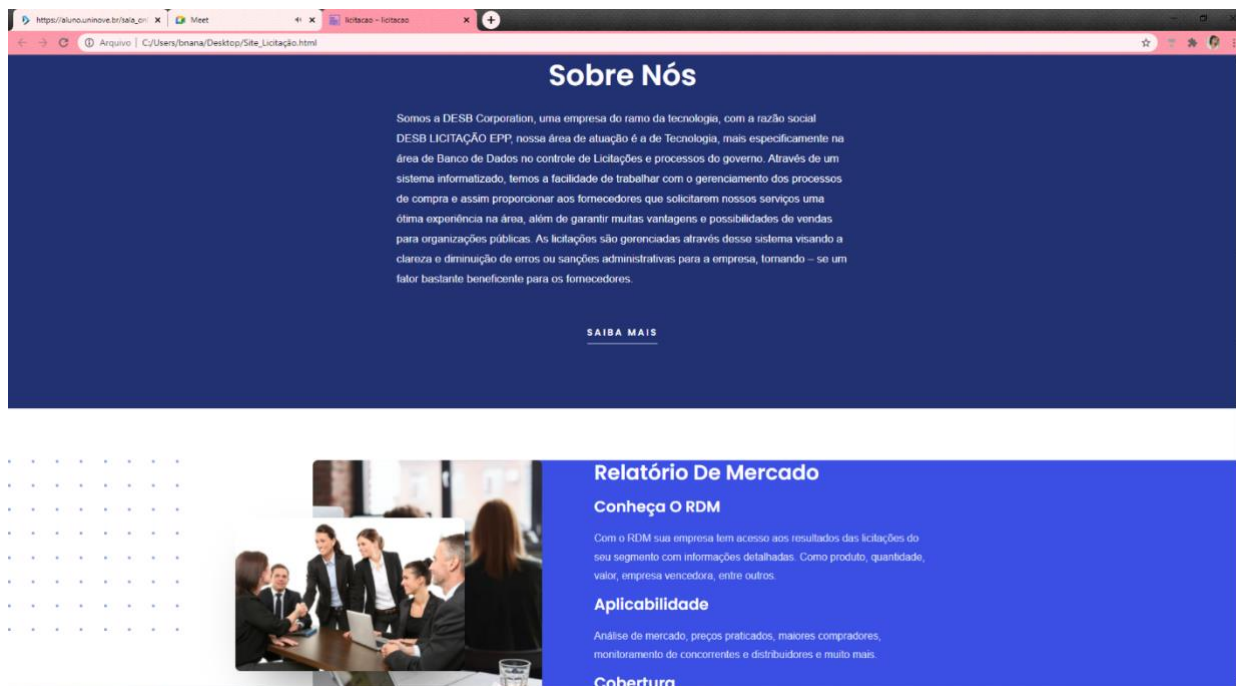 https://aluno.uninove.br/sala_on
Meet
licitacao – licitacao
Arquivo
C:/Users/bnana/Desktop/Site_Licitação.html
Sobre Nós
Somos a DESB Corporation, uma empresa do ramo da tecnologia, com a razão social
DESB LICITAÇÃO EPP, nossa área de atuação é a de Tecnologia, mais especificamente na
área de Banco de Dados no controle de Licitações e processos do governo. Através de um
sistema informatizado, temos a facilidade de trabalhar com o gerenciamento dos processos
de compra e assim proporcionar aos fornecedores que solicitarem nossos serviços uma
ótima experiência na área, além de garantir muitas vantagens e possibilidades de vendas
para organizações públicas. As licitações são gerenciadas através desse sistema visando a
clareza e diminuição de erros ou sanções administrativas para a empresa, tornando – se um
fator bastante beneficente para os fornecedores.
SAIBA MAIS
Relatório De Mercado
Conheça O RDM
Com o RDM sua empresa tem acesso aos resultados das licitações do
seu segmento com informações detalhadas. Como produto, quantidade,
valor, empresa vencedora, entre outros.
Aplicabilidade
Análise de mercado, preços praticados, maiores compradores,
monitoramento de concorrentes e distribuidores e muito mais.
Cobertura